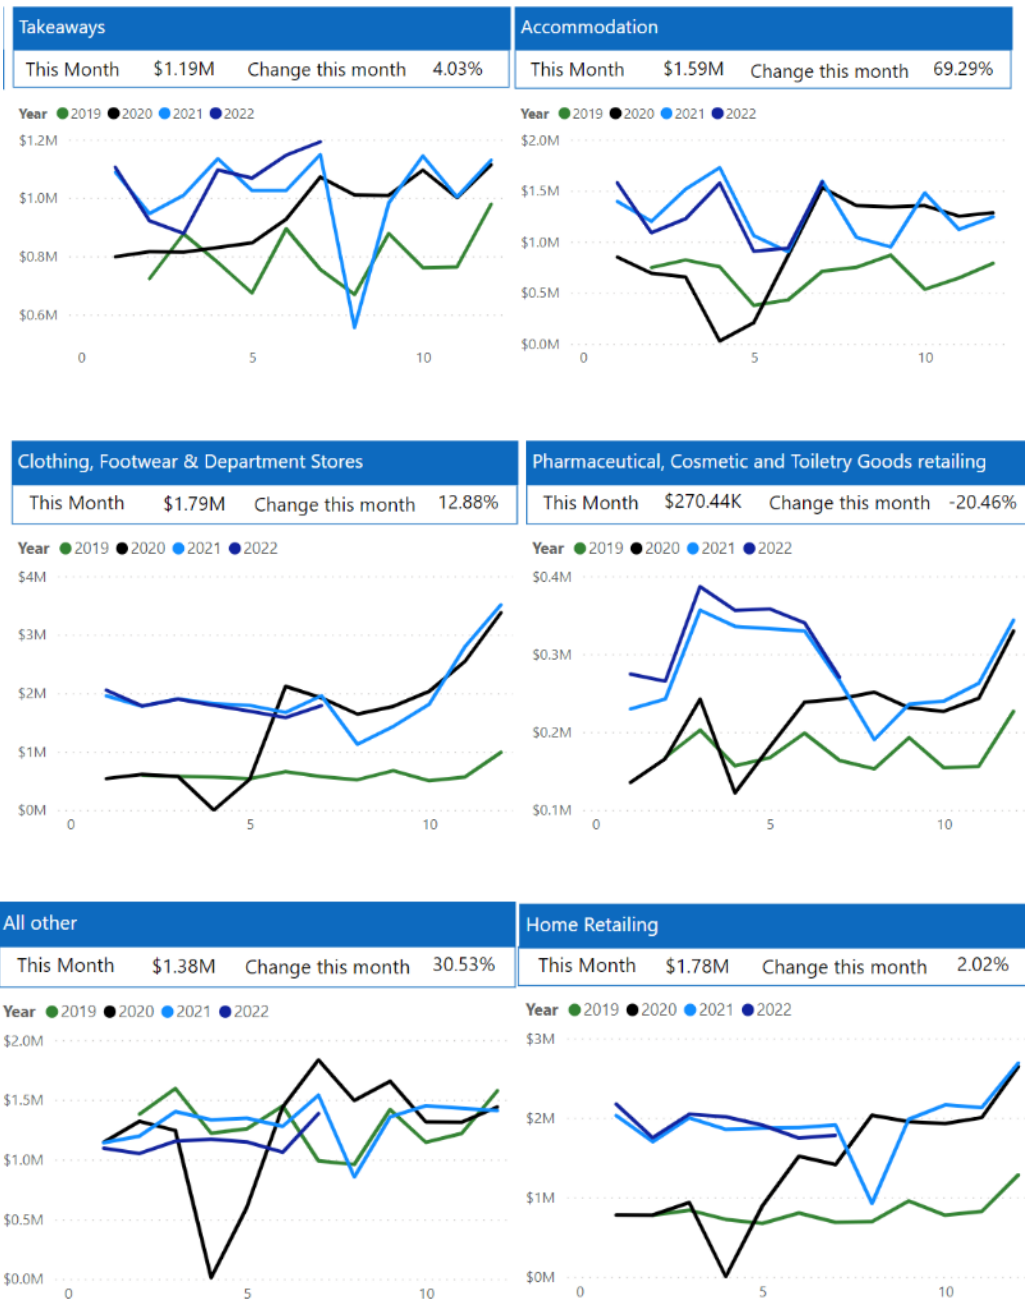 Takeaways
This Month $1.19M Change this month 4.03%
Year 2019 2020 2021 2022
$1.2M
$1.0M
$0.8M
$0.6M
0 5 10
Accommodation
This Month $1.59M Change this month 69.29%
Year 2019 2020 2021 2022
$2.0M
$1.5M
$1.0M
$0.5M
$0.0M
0 5 10
Clothing, Footwear & Department Stores
This Month $1.79M Change this month 12.88%
Year 2019 2020 2021 2022
$4M
$3M
$2M
$1M
$0M
0 5 10
Pharmaceutical, Cosmetic and Toiletry Goods retailing
This Month $270.44K Change this month -20.46%
Year 2019 2020 2021 2022
$0.4M
$0.3M
$0.2M
$0.1M
0 5 10
All other
This Month $1.38M Change this month 30.53%
Year 2019 2020 2021 2022
$2.0M
$1.5M
$1.0M
$0.5M
$0.0M
0 5 10
Home Retailing
This Month $1.78M Change this month 2.02%
Year 2019 2020 2021 2022
$3M
$2M
$1M
$0M
0 5 10